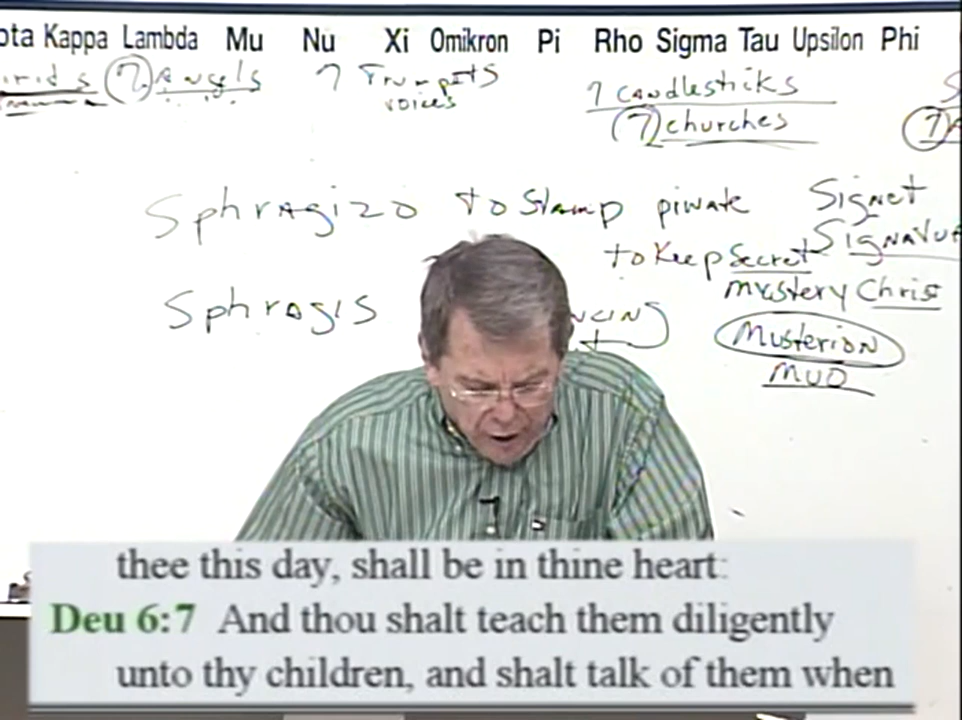 ota Kappa Lambda Mu Nu Xi Omikron Pi Rho Sigma Tau Upsilon Phi
7 Angels 7 Trumpets 7 candlesticks
voices
7 churches
Sphragizo to Stamp private Signet
to Keep Secret
mystery Christ
Sphragis
Musterion
MUO
thee this day, shall be in thine heart:
Deu 6:7 And thou shalt teach them diligently
unto thy children, and shalt talk of them when